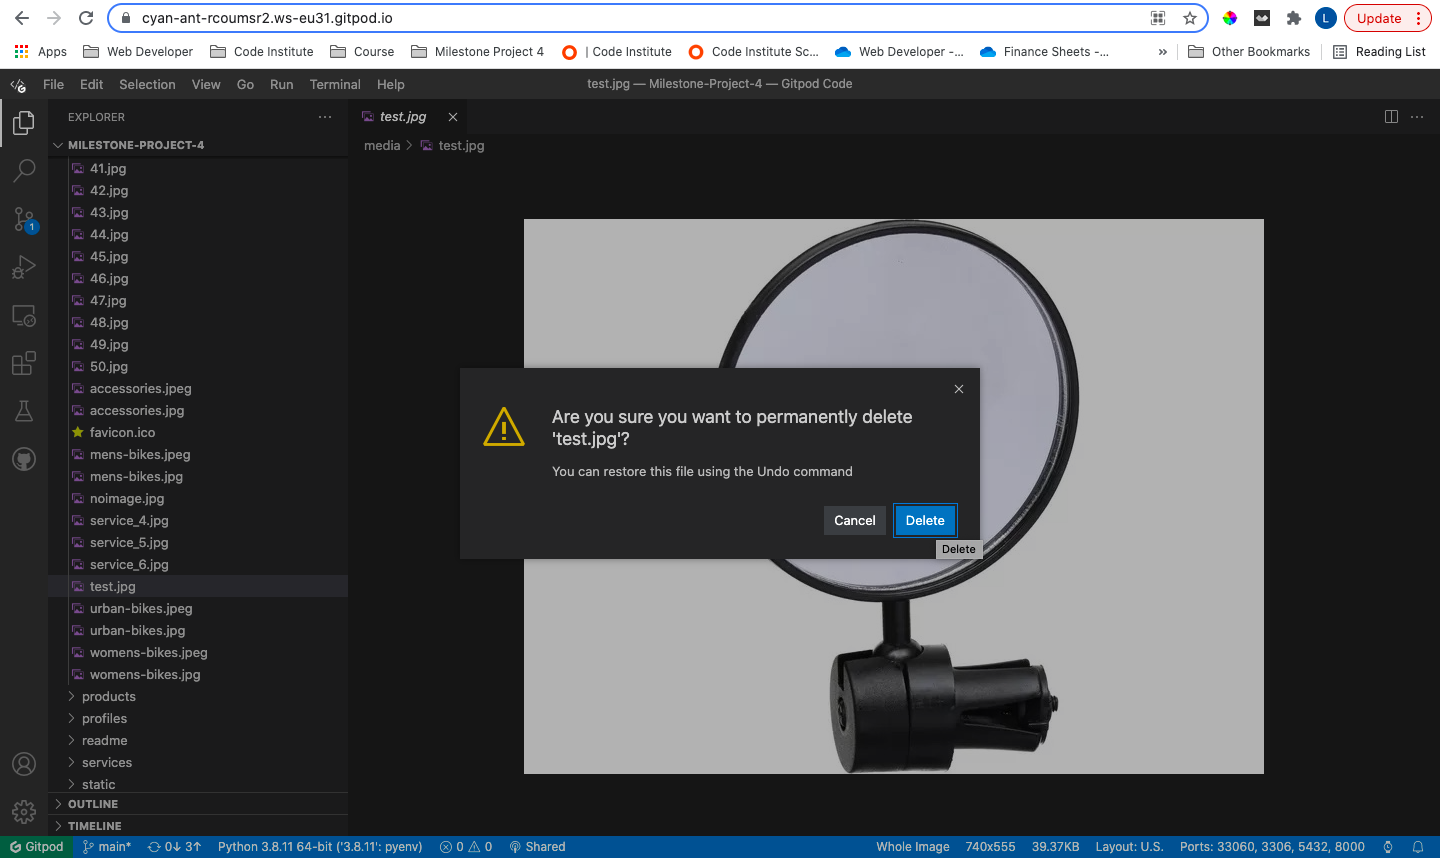 cyan-ant-rcoumsr2.ws-eu31.gitpod.io
L
Update
Apps
Web Developer
Code Institute
Course
Milestone Project 4
| Code Institute
Code Institute Sc...
Web Developer -...
Finance Sheets -...
»
Other Bookmarks
Reading List
File Edit Selection View Go Run Terminal Help
test.jpg — Milestone-Project-4 — Gitpod Code
EXPLORER
test.jpg
MILESTONE-PROJECT-4
media > test.jpg
41.jpg
42.jpg
43.jpg
44.jpg
45.jpg
46.jpg
47.jpg
48.jpg
49.jpg
50.jpg
accessories.jpeg
accessories.jpg
favicon.ico
mens-bikes.jpeg
mens-bikes.jpg
noimage.jpg
service_4.jpg
service_5.jpg
service_6.jpg
test.jpg
urban-bikes.jpeg
urban-bikes.jpg
womens-bikes.jpeg
womens-bikes.jpg
products
profiles
readme
services
static
OUTLINE
TIMELINE
1
Are you sure you want to permanently delete
'test.jpg'?
You can restore this file using the Undo command
Cancel
Delete
Delete
Gitpod
main*
0↓ 3↑
Python 3.8.11 64-bit ('3.8.11': pyenv)
0
0
Shared
Whole Image
740x555
39.37KB
Layout: U.S.
Ports: 33060, 3306, 5432, 8000